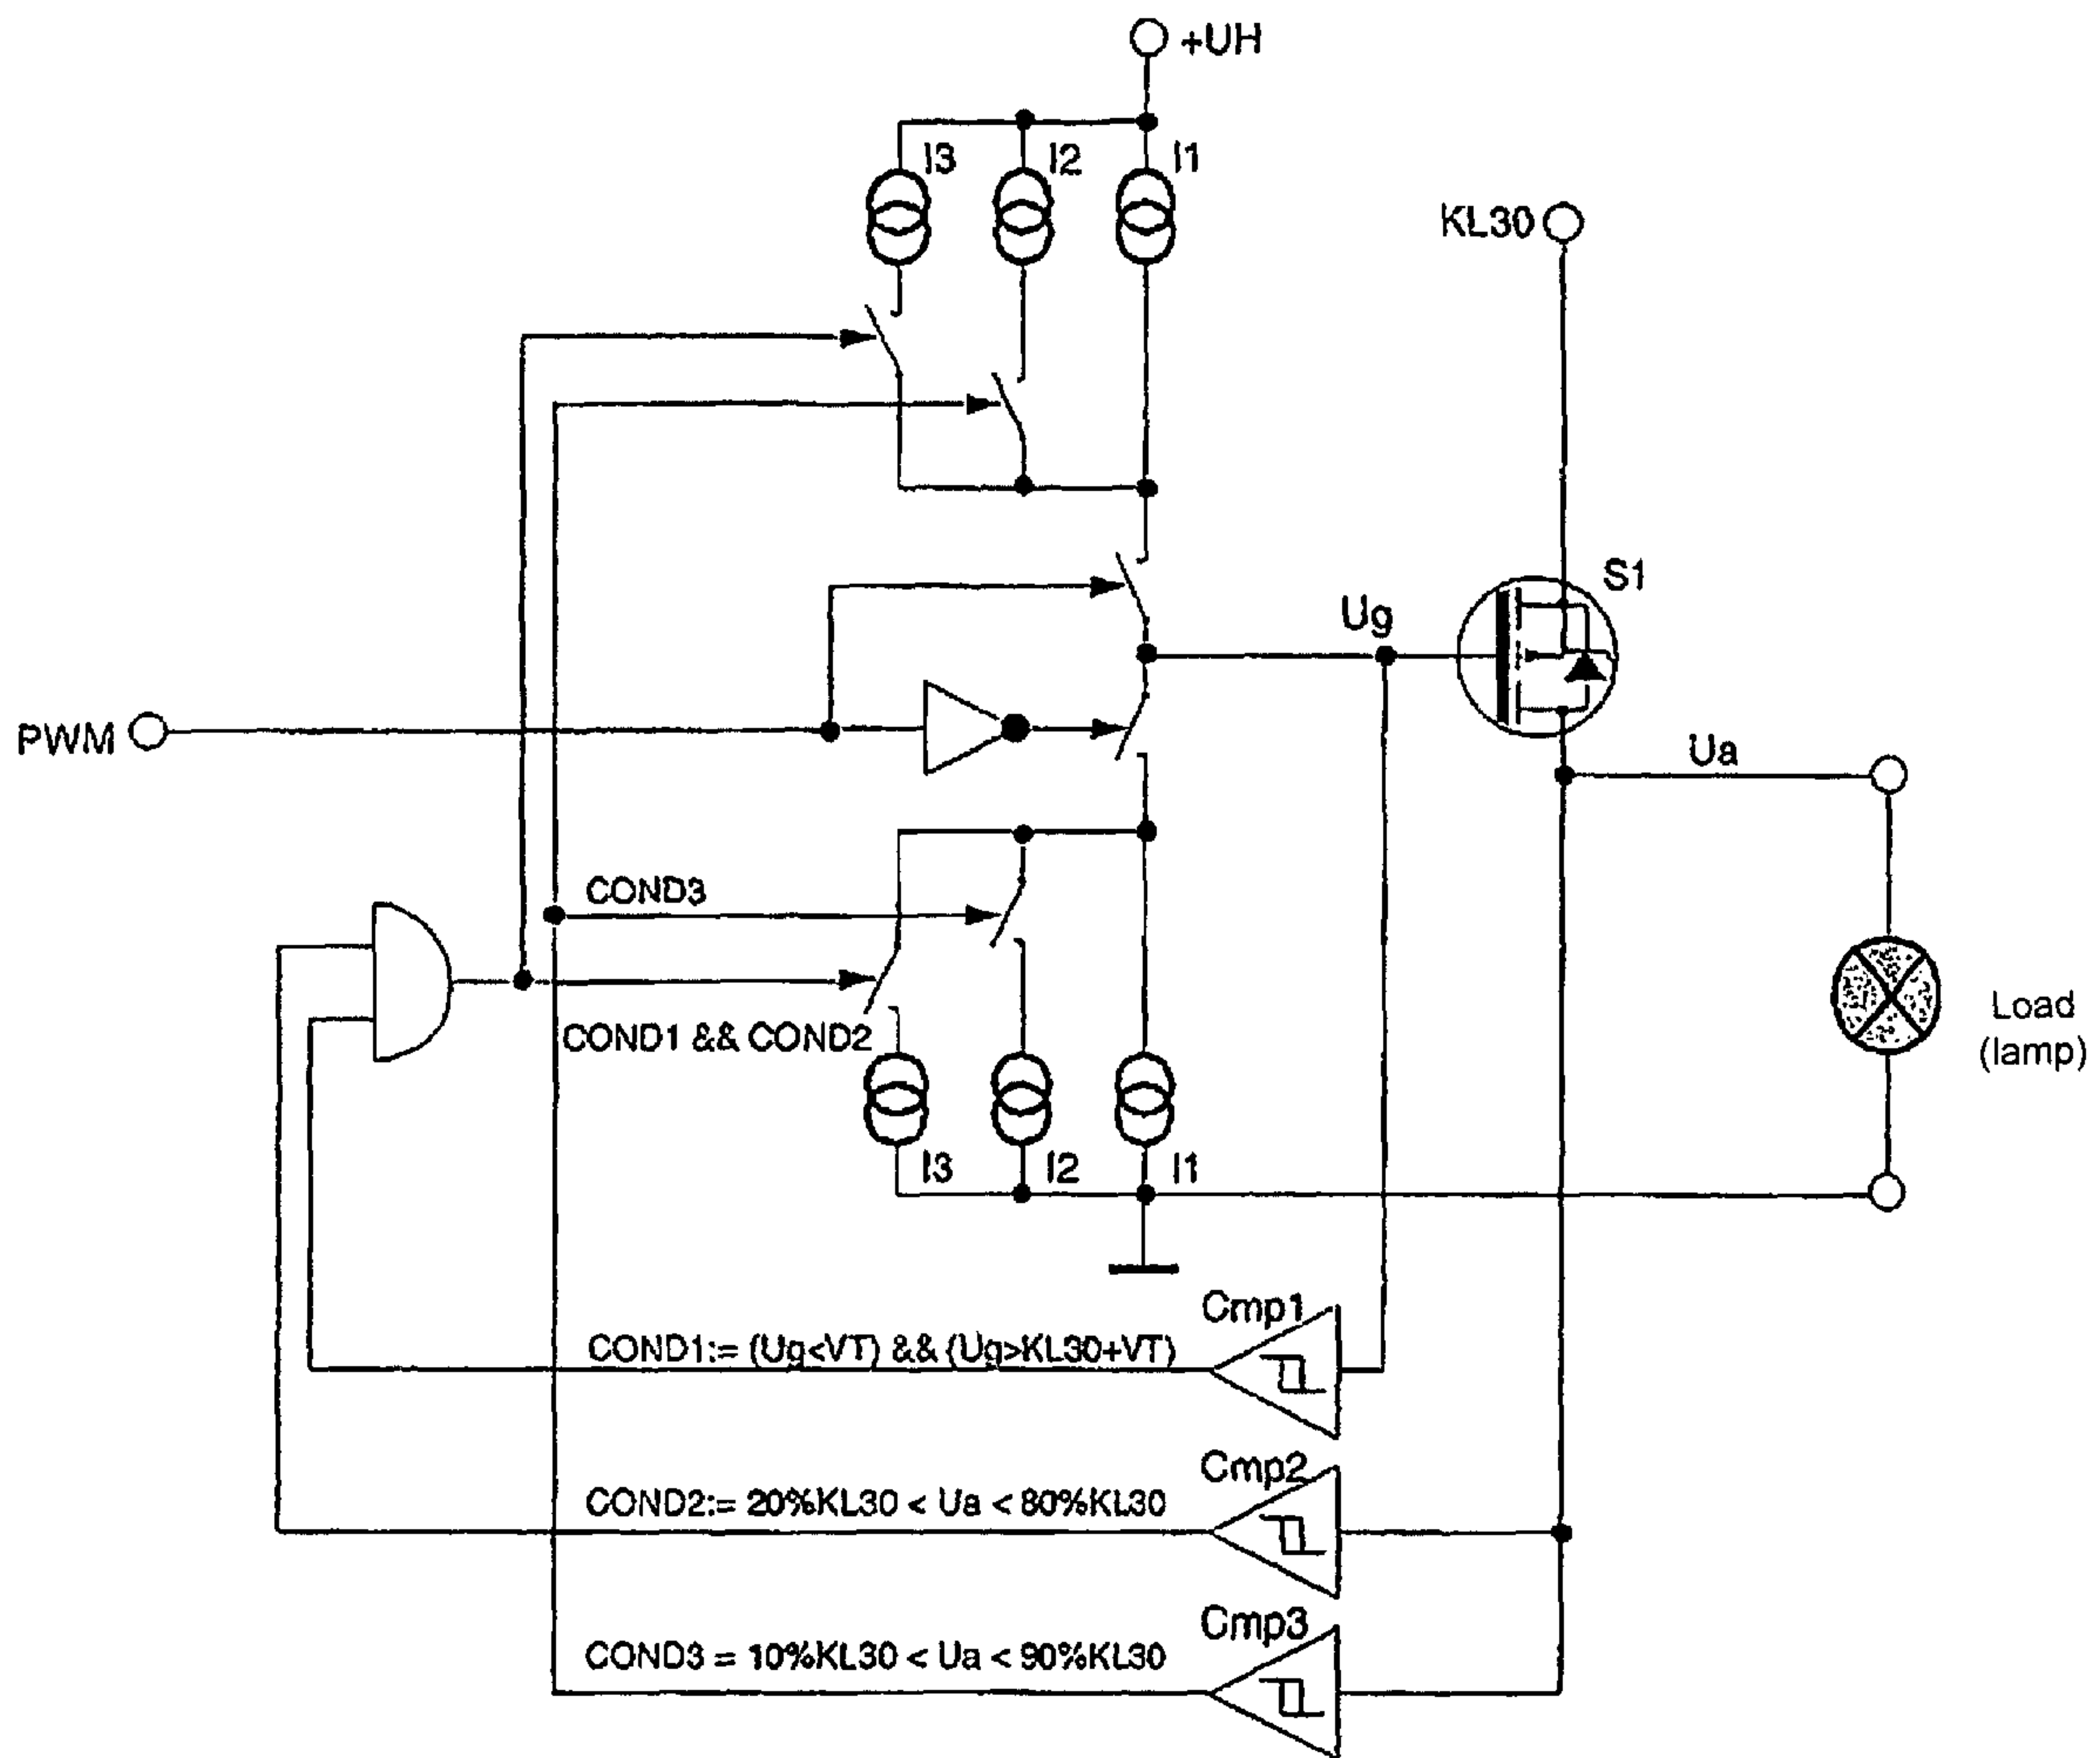 +UH
I3
I2
I1
KL30
S1
Ug
PWM
Ua
COND3
COND1 && COND2
Load
(lamp)
I3
I2
I1
Cmp1
COND1:= (Ug<VT) && (Ug>KL30+VT)
Cmp2
COND2:= 20%KL30 < Ua < 80%KL30
Cmp3
COND3 = 10%KL30 < Ua < 90%KL30